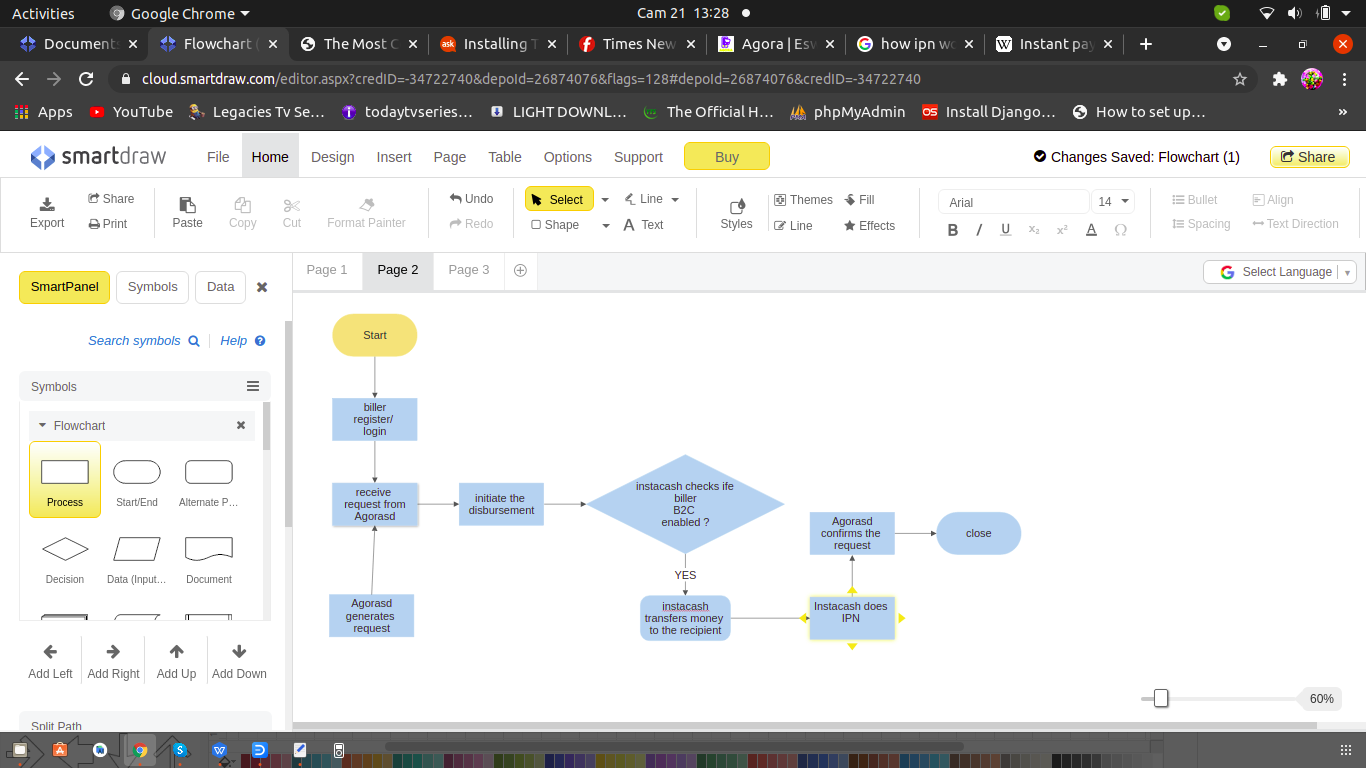 Activities
Google Chrome
Cam 21 13:28
Document
Flowchart (
The Most C
ask
Installing T
Times New
Agora | Esw
how ipn wo
Instant pay
cloud.smartdraw.com/editor.aspx?credID=-34722740&depoId=26874076&flags=128#depoId=26874076&credID=-34722740
Apps
YouTube
Legacies Tv Se...
todaytvseries...
LIGHT DOWNL...
The Official H...
phpMyAdmin
OS
Install Django...
How to set up...
»
smartdraw
File
Home
Design
Insert
Page
Table
Options
Support
Buy
Changes Saved: Flowchart (1)
Share
Export
Share
Print
Paste
Copy
Cut
Format Painter
Undo
Redo
Select
Shape
Line
Text
Styles
Themes
Fill
Line
Effects
Arial
14
B I U x₂ x² A Ω
Bullet
Align
Spacing
Text Direction
SmartPanel
Symbols
Data
Page 1
Page 2
Page 3
Select Language
Search symbols
Help
Symbols
Flowchart
Process
Start/End
Alternate P...
Decision
Data (Input...
Document
Add Left
Add Right
Add Up
Add Down
Split Path
Start
biller
register/
login
receive
request from
Agorasd
Agorasd
generates
request
initiate the
disbursement
instacash checks ife
biller
B2C
enabled ?
YES
instacash
transfers money
to the recipient
Instacash does
IPN
Agorasd
confirms the
request
close
60%